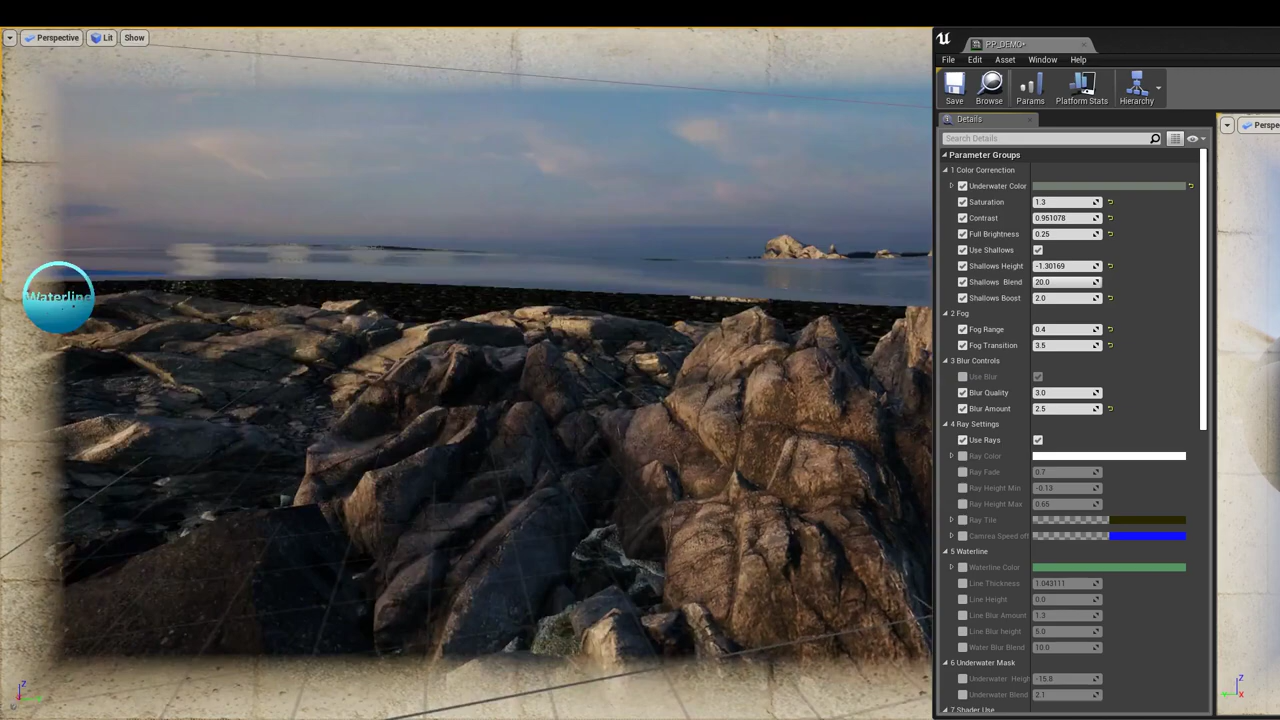 Perspective
Lit
Show
Waterline
PP_DEMO*
File
Edit
Asset
Window
Help
Save
Browse
Params
Platform Stats
Hierarchy
Details
Search Details
Parameter Groups
1 Color Correnction
Underwater Color
Saturation
1.3
Contrast
0.951078
Full Brightness
0.25
Use Shallows
Shallows Height
-1.30169
Shallows Blend
20.0
Shallows Boost
2.0
2 Fog
Fog Range
0.4
Fog Transition
3.5
3 Blur Controls
Use Blur
Blur Quality
3.0
Blur Amount
2.5
4 Ray Settings
Use Rays
Ray Color
Ray Fade
0.7
Ray Height Min
-0.13
Ray Height Max
0.65
Ray Tile
Camrea Speed off
5 Waterline
Waterline Color
Line Thickness
1.043111
Line Height
0.0
Line Blur Amount
1.3
Line Blur height
5.0
Water Blur Blend
10.0
6 Underwater Mask
Underwater Heigh
-15.8
Underwater Blend
2.1
7 Shader Use
Perspe
Z
Z
X